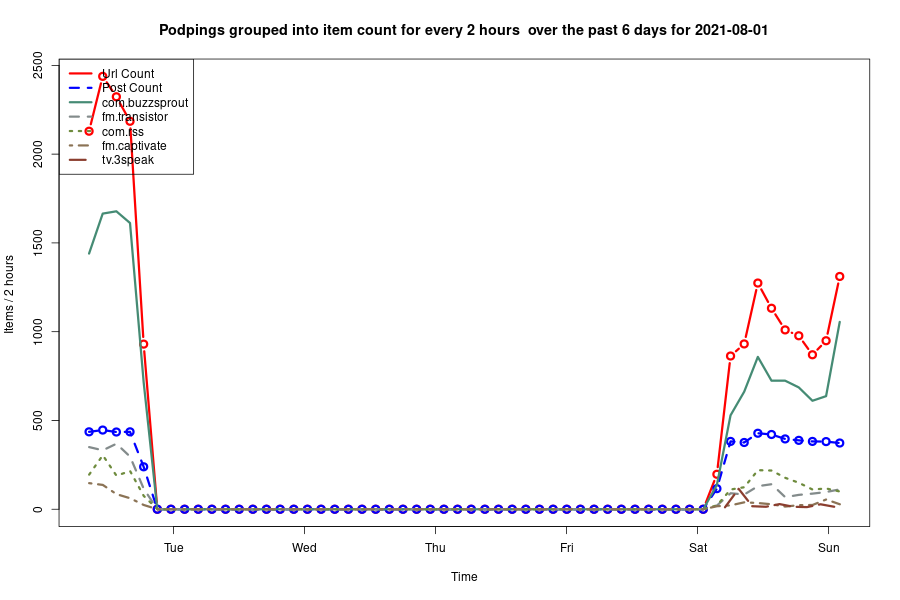 Podpings grouped into item count for every 2 hours  over the past 6 days for 2021-08-01
Items / 2 hours
2500
2000
1500
1000
500
0
Url Count
Post Count
com.buzzsprout
fm.transistor
com.rss
fm.captivate
tv.3speak
Tue
Wed
Thu
Fri
Sat
Sun
Time